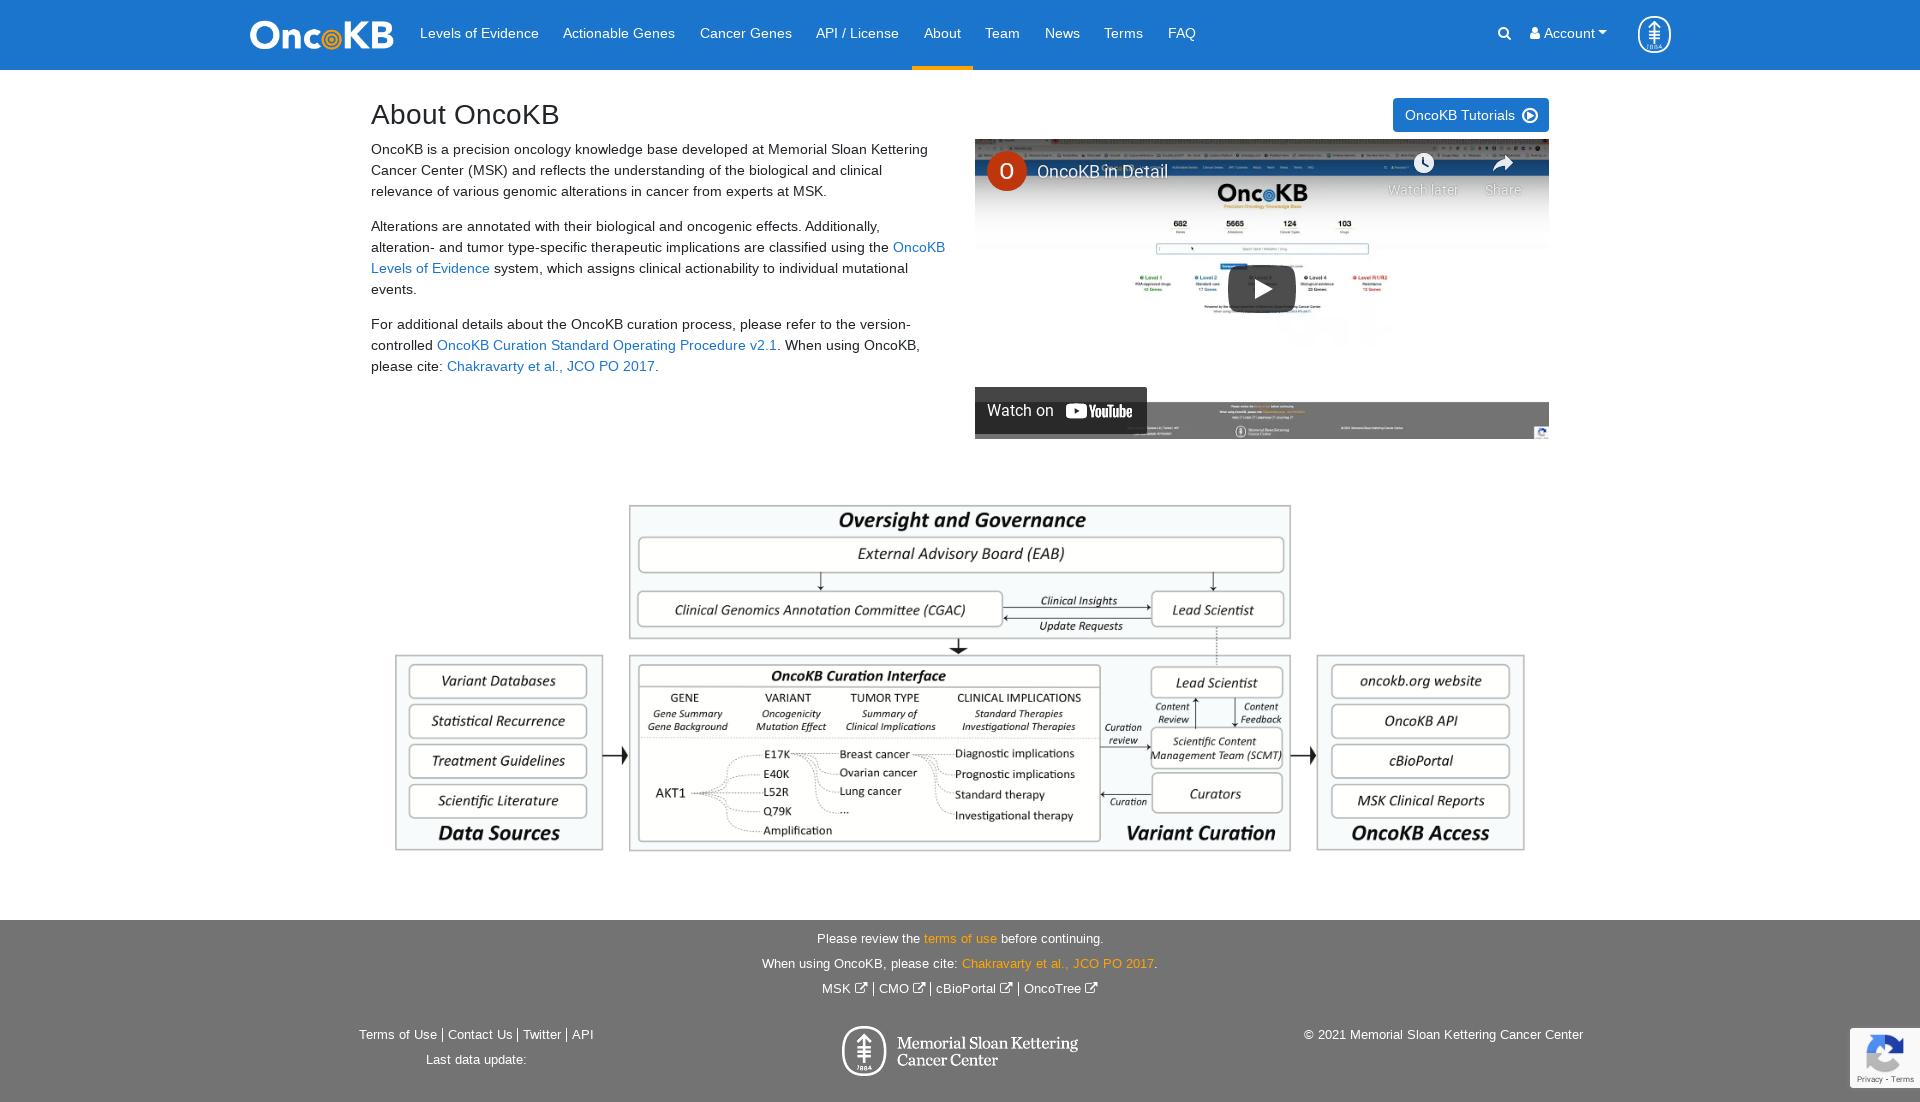 OncoKB
Levels of Evidence
Actionable Genes
Cancer Genes
API / License
About
Team
News
Terms
FAQ
Account
About OncoKB
OncoKB Tutorials
OncoKB is a precision oncology knowledge base developed at Memorial Sloan Kettering
Cancer Center (MSK) and reflects the understanding of the biological and clinical
relevance of various genomic alterations in cancer from experts at MSK.
Alterations are annotated with their biological and oncogenic effects. Additionally,
alteration- and tumor type-specific therapeutic implications are classified using the OncoKB
Levels of Evidence system, which assigns clinical actionability to individual mutational
events.
For additional details about the OncoKB curation process, please refer to the version-
controlled OncoKB Curation Standard Operating Procedure v2.1. When using OncoKB,
please cite: Chakravarty et al., JCO PO 2017.
O
OncoKB in Detail
Watch later
Share
OncoKB
Precision Oncology Knowledge Base
682
5665
124
103
Level 1
Level 2
Level 4
Level R1/R2
Watch on YouTube
Oversight and Governance
External Advisory Board (EAB)
Clinical Genomics Annotation Committee (CGAC)
Clinical Insights
Update Requests
Lead Scientist
Variant Databases
Statistical Recurrence
Treatment Guidelines
Scientific Literature
Data Sources
OncoKB Curation Interface
GENE
VARIANT
TUMOR TYPE
CLINICAL IMPLICATIONS
Gene Summary
Oncogenicity
Summary of
Standard Therapies
Gene Background
Mutation Effect
Clinical Implications
Investigational Therapies
AKT1
E17K
E40K
L52R
Q79K
Amplification
Breast cancer
Ovarian cancer
Lung cancer
...
Diagnostic implications
Prognostic implications
Standard therapy
Investigational therapy
Curation
review
Curation
Lead Scientist
Content
Review
Content
Feedback
Scientific Content
Management Team (SCMT)
Curators
Variant Curation
oncokb.org website
OncoKB API
cBioPortal
MSK Clinical Reports
OncoKB Access
Please review the terms of use before continuing.
When using OncoKB, please cite: Chakravarty et al., JCO PO 2017.
MSK | CMO | cBioPortal | OncoTree
Terms of Use | Contact Us | Twitter | API
Last data update:
1884
Memorial Sloan Kettering
Cancer Center
© 2021 Memorial Sloan Kettering Cancer Center
Privacy - Terms